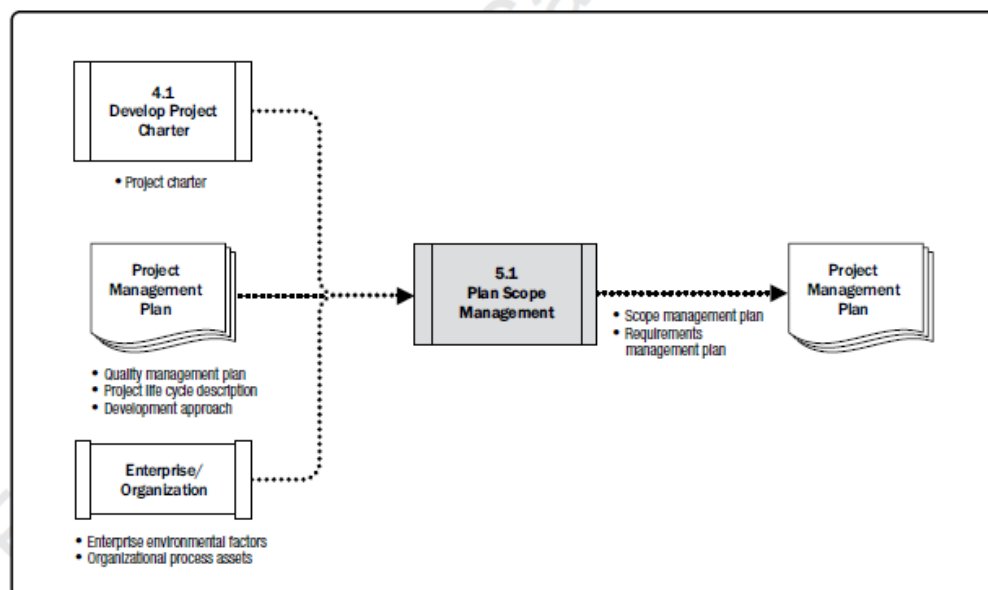 4.1
Develop Project
Charter
• Project charter
Project
Management
Plan
• Quality management plan
• Project life cycle description
• Development approach
Enterprise/
Organization
• Enterprise environmental factors
• Organizational process assets
5.1
Plan Scope
Management
• Scope management plan
• Requirements
management plan
Project
Management
Plan